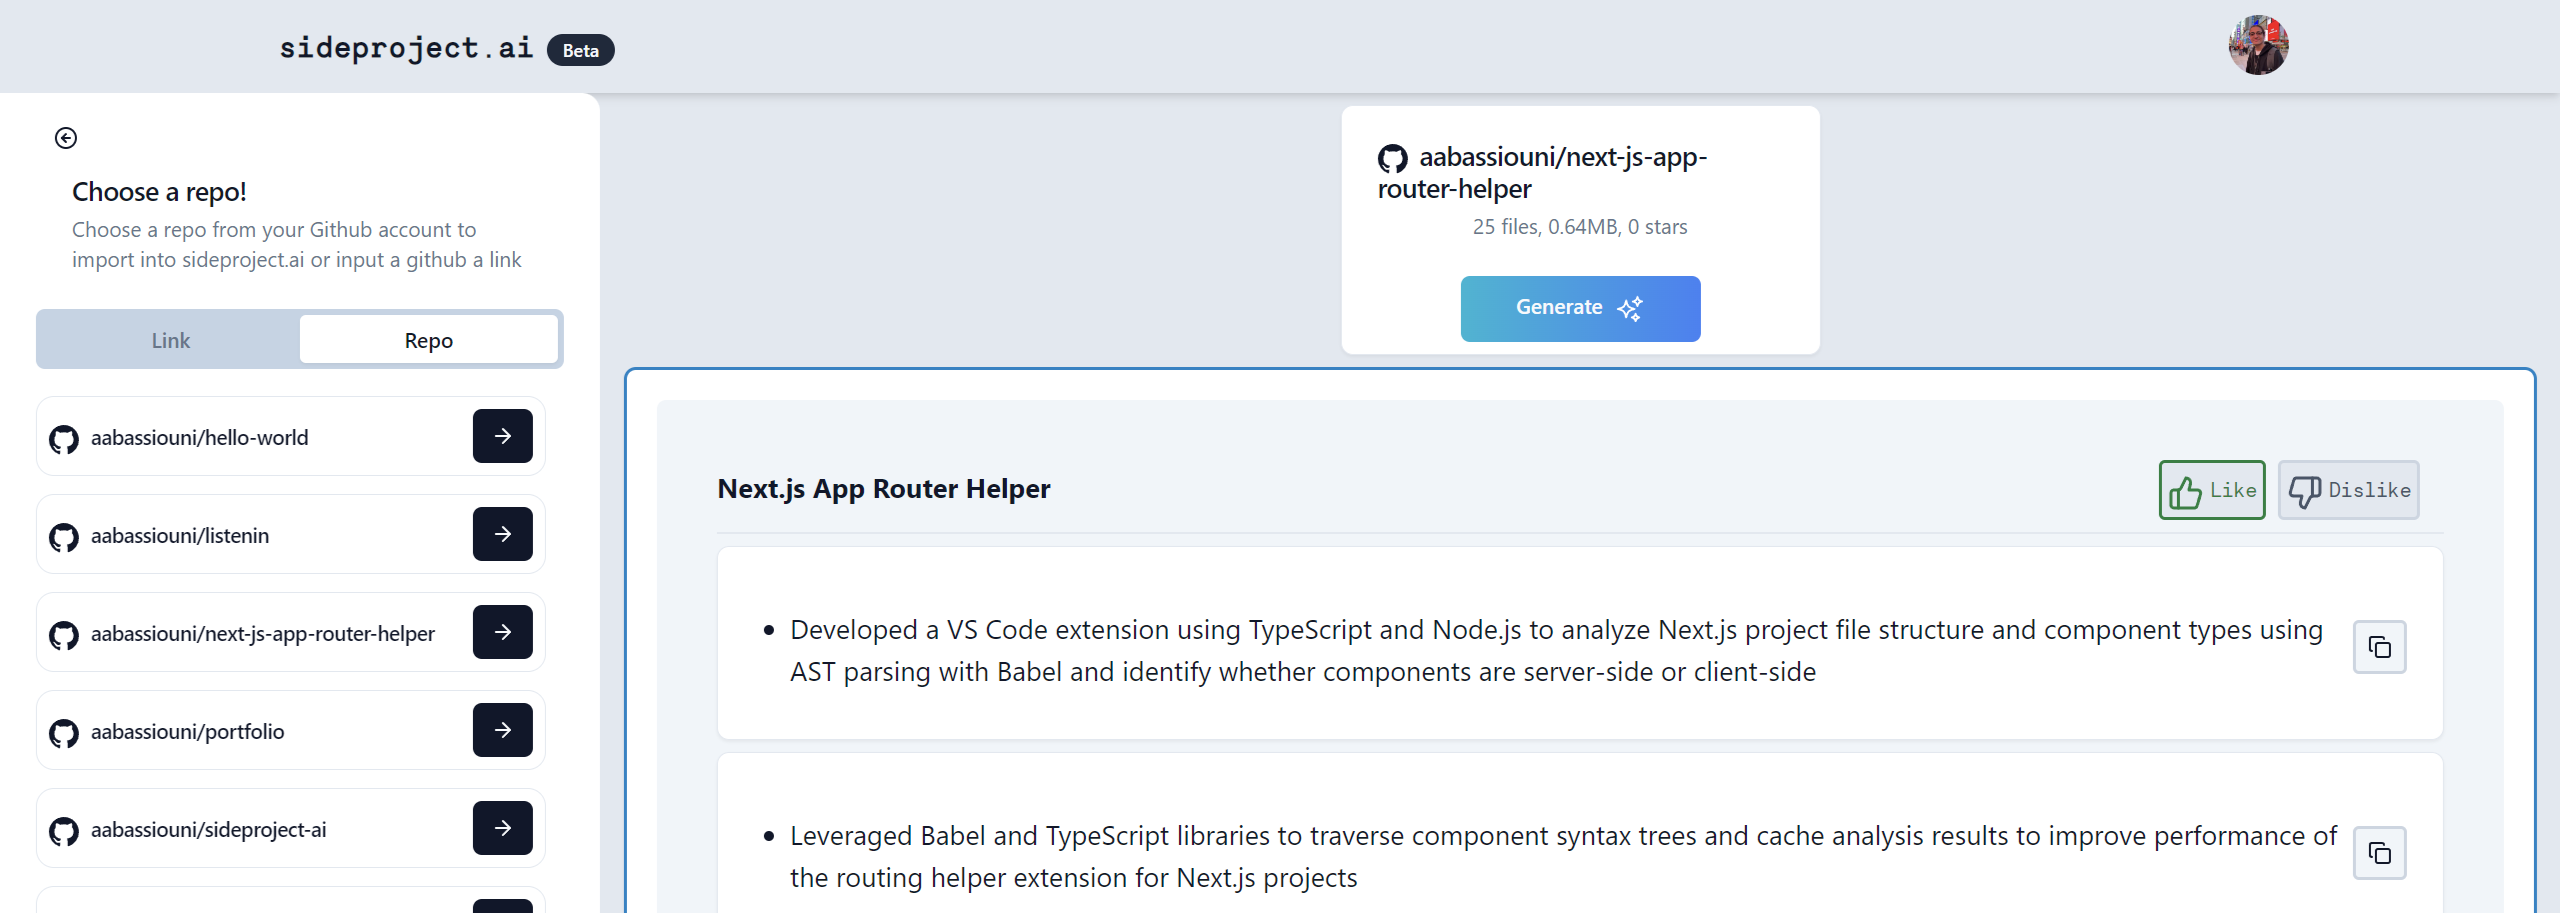 sideproject.ai Beta
Choose a repo!
Choose a repo from your Github account to
import into sideproject.ai or input a github a link
Link Repo
aabassiouni/hello-world
aabassiouni/listenin
aabassiouni/next-js-app-router-helper
aabassiouni/portfolio
aabassiouni/sideproject-ai
aabassiouni/next-js-app-
router-helper
25 files, 0.64MB, 0 stars
Generate
Next.js App Router Helper
Like Dislike
• Developed a VS Code extension using TypeScript and Node.js to analyze Next.js project file structure and component types using
AST parsing with Babel and identify whether components are server-side or client-side
• Leveraged Babel and TypeScript libraries to traverse component syntax trees and cache analysis results to improve performance of
the routing helper extension for Next.js projects